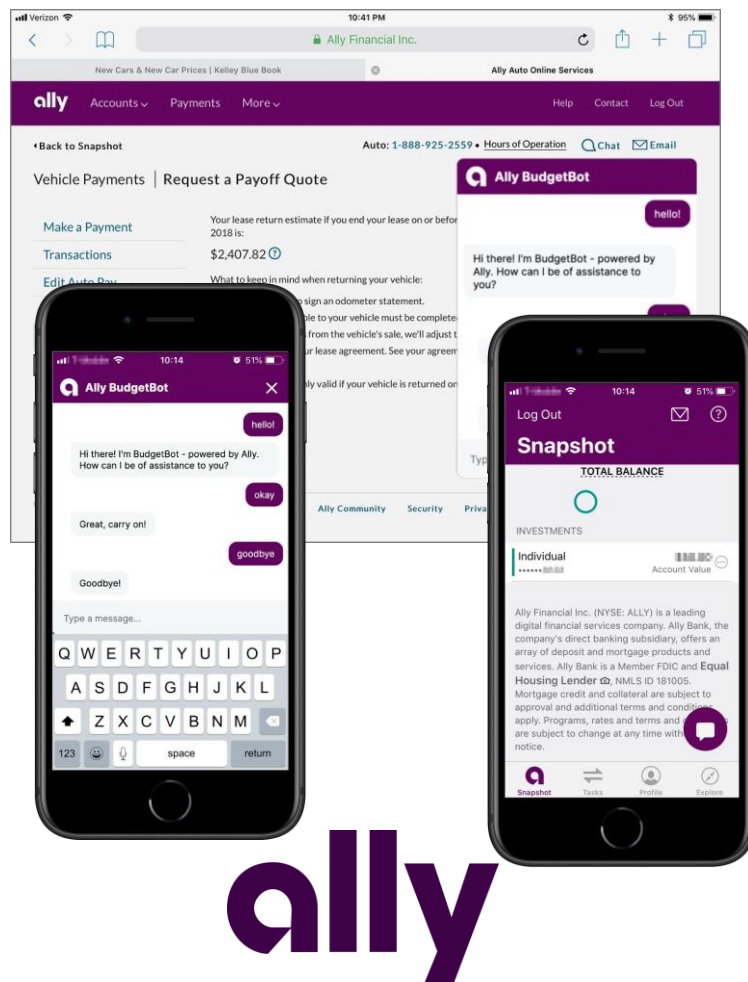 Verizon 10:41 PM 95%
Ally Financial Inc.
New Cars & New Car Prices | Kelley Blue Book Ally Auto Online Services
ally Accounts Payments More Help Contact Log Out
Back to Snapshot Auto: 1-888-925-2559 • Hours of Operation Chat Email
Vehicle Payments | Request a Payoff Quote
Make a Payment
Transactions
Edit Auto Pay
Your lease return estimate if you end your lease on or
2018 is:
$2,407.82
What to keep in mind when returning your vehicle:
to sign an odometer statement.
to your vehicle must be
from the vehicle's sale, we'll adjust
lease agreement. See your
valid if your vehicle is returned
Ally Community Security
Ally BudgetBot
hello!
Hi there! I'm BudgetBot - powered by
Ally. How can I be of assistance to
you?
10:14 51%
Ally BudgetBot
hello!
Hi there! I'm BudgetBot - powered by Ally.
How can I be of assistance to you?
okay
Great, carry on!
goodbye
Goodbye!
Type a message...
Q W E R T Y U I O P
A S D F G H J K L
Z X C V B N M
123 space return
10:14 51%
Log Out
Snapshot
TOTAL BALANCE
INVESTMENTS
Individual
Account Value
Ally Financial Inc. (NYSE: ALLY) is a leading
digital financial services company. Ally Bank, the
company's direct banking subsidiary, offers an
array of deposit and mortgage products and
services. Ally Bank is a Member FDIC and Equal
Housing Lender, NMLS ID 181005.
Mortgage credit and collateral are subject to
approval and additional terms and conditions
apply. Programs, rates and terms and
are subject to change at any time
notice.
Snapshot Tasks Profile Explore
ally